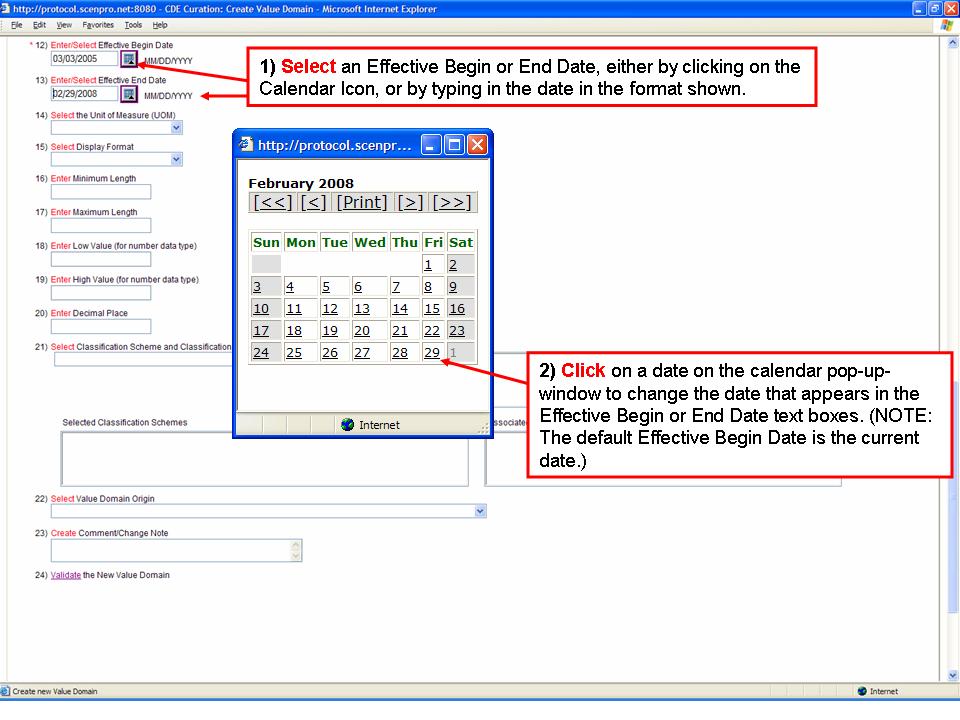 http://protocol.scenpro.net:8080 - CDE Curation: Create Value Domain - Microsoft Internet Explorer
File Edit View Favorites Tools Help
* 12) Enter/Select Effective Begin Date
03/03/2005 MM/DD/YYYY
13) Enter/Select Effective End Date
02/29/2008 MM/DD/YYYY
1) Select an Effective Begin or End Date, either by clicking on the
Calendar Icon, or by typing in the date in the format shown.
14) Select the Unit of Measure (UOM)
15) Select Display Format
16) Enter Minimum Length
17) Enter Maximum Length
18) Enter Low Value (for number data type)
19) Enter High Value (for number data type)
20) Enter Decimal Place
21) Select Classification Scheme and Classification
http://protocol.scenpr...
February 2008
[<<] [<] [Print] [>] [>>]
Sun Mon Tue Wed Thu Fri Sat
1 2
3 4 5 6 7 8 9
10 11 12 13 14 15 16
17 18 19 20 21 22 23
24 25 26 27 28 29 1
Internet
2) Click on a date on the calendar pop-up-
window to change the date that appears in the
Effective Begin or End Date text boxes. (NOTE:
The default Effective Begin Date is the current
date.)
Selected Classification Schemes
ssociate
22) Select Value Domain Origin
23) Create Comment/Change Note
24) Validate the New Value Domain
Create new Value Domain
Internet